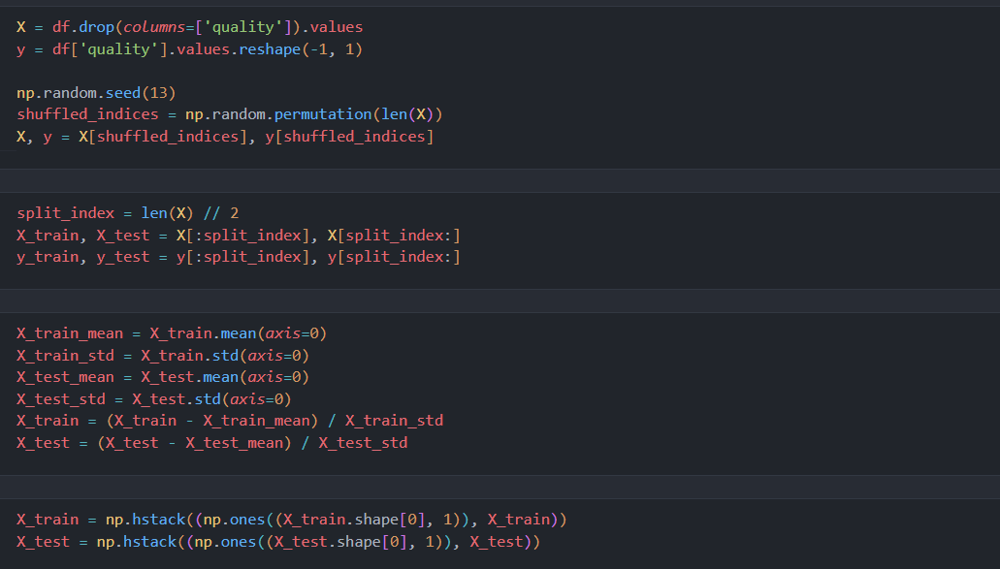 X = df.drop(columns=['quality']).values
y = df['quality'].values.reshape(-1, 1)
np.random.seed(13)
shuffled_indices = np.random.permutation(len(X))
X, y = X[shuffled_indices], y[shuffled_indices]
split_index = len(X) // 2
X_train, X_test = X[:split_index], X[split_index:]
y_train, y_test = y[:split_index], y[split_index:]
X_train_mean = X_train.mean(axis=0)
X_train_std = X_train.std(axis=0)
X_test_mean = X_test.mean(axis=0)
X_test_std = X_test.std(axis=0)
X_train = (X_train - X_train_mean) / X_train_std
X_test = (X_test - X_test_mean) / X_test_std
X_train = np.hstack((np.ones((X_train.shape[0], 1)), X_train))
X_test = np.hstack((np.ones((X_test.shape[0], 1)), X_test))